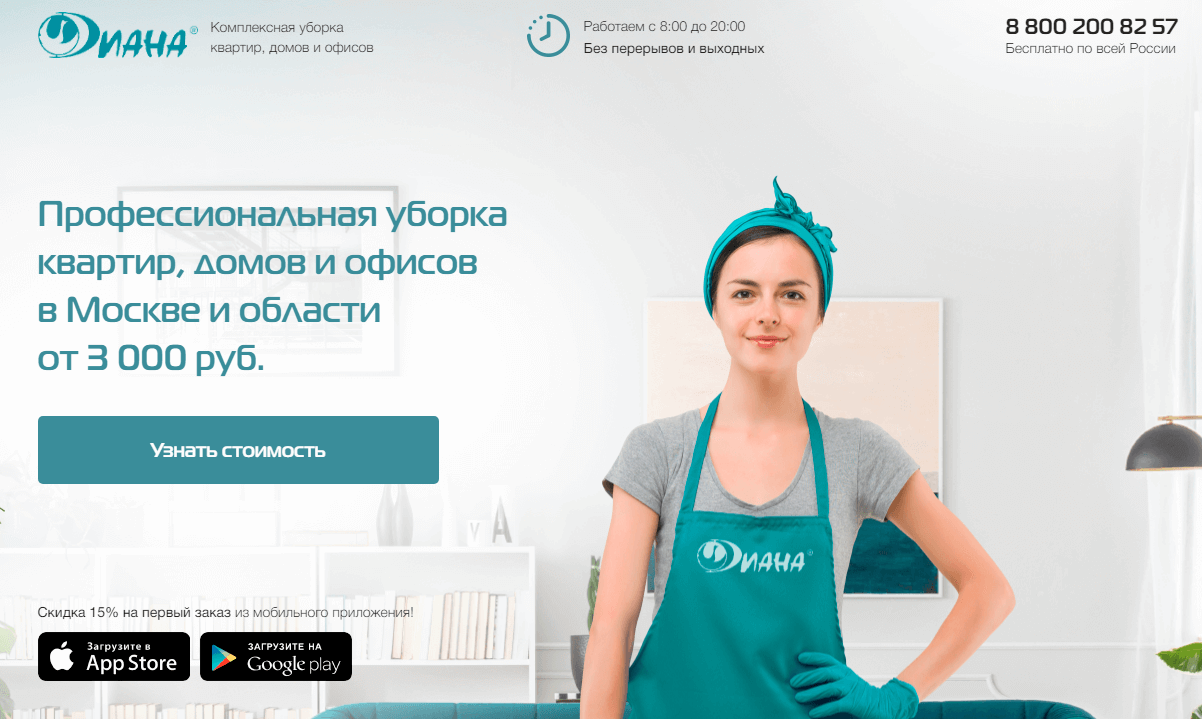 Диана®
Комплексная уборка
квартир, домов и офисов
Работаем с 8:00 до 20:00
Без перерывов и выходных
8 800 200 82 57
Бесплатно по всей России
Профессиональная уборка
квартир, домов и офисов
в Москве и области
от 3 000 руб.
Узнать стоимость
VA
Диана®
Скидка 15% на первый заказ из мобильного приложения!
Загрузите в
App Store
ЗАГРУЗИТЕ НА
Google play